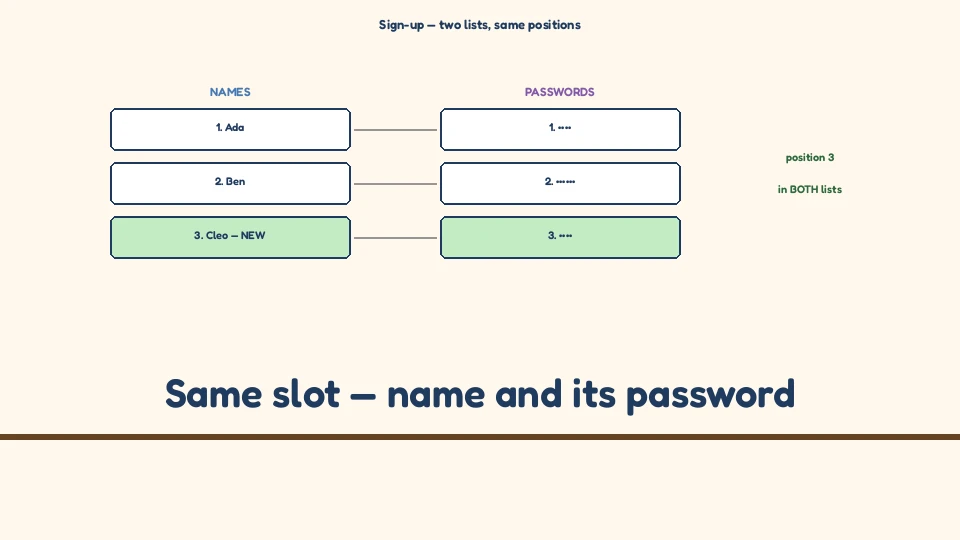 Sign-up — two lists, same positions
NAMES
PASSWORDS
1. Ada
1. ••••
2. Ben
2. ••••••
3. Cleo — NEW
3. ••••
position 3
in BOTH lists
Same slot — name and its password